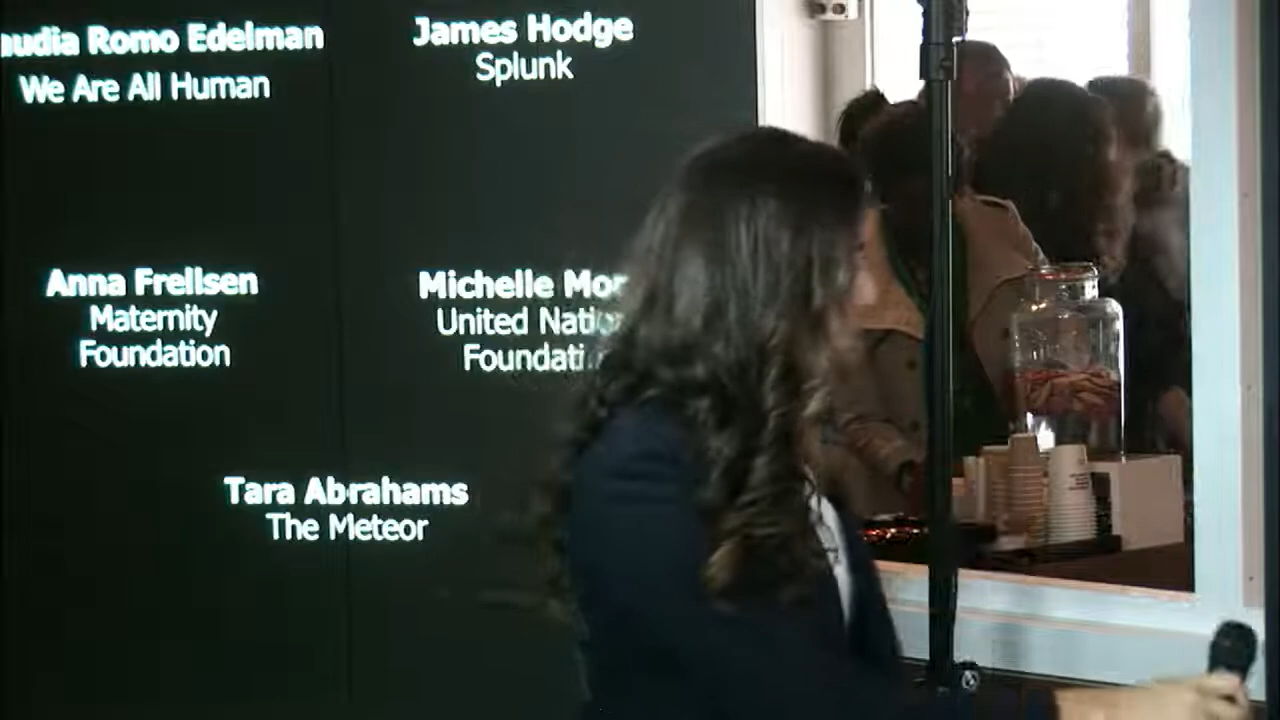 Romo Edelman
James Hodge
We Are All Human
Splunk
Anna Frellsen
Michelle
Maternity
United
Foundation
Tara Abrahams
The Meteor